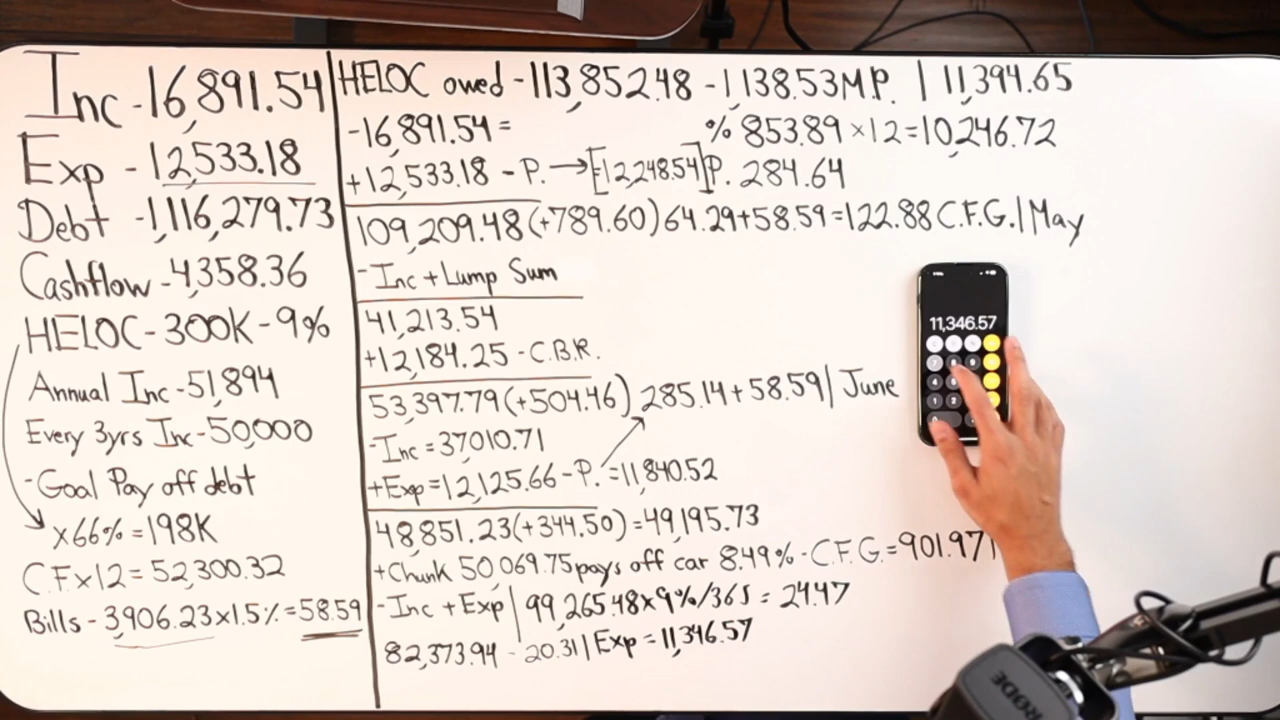 Inc - 16,891.54
Exp - 12,533.18
Debt - 1,116,279.73
Cashflow - 4,358.36
HELOC - 300K - 9%
Annual Inc - 51,894
Every 3yrs Inc - 50,000
- Goal Pay off debt
x66% = 198K
C.F x 12 = 52,300.32
Bills - 3,906.23 x 1.5% = 58.59
HELOC owed - 113,852.48 - 1,138.53 M.P. | 11,394.65
- 16,891.54 =
% 853.89 x 12 = 10,246.72
+ 12,533.18 - P. → [12,248.54] P. 284.64
109,209.48 (+789.60) 64.29 + 58.59 = 122.88 C.F.G. | May
- Inc + Lump Sum
41,213.54
+ 12,184.25 - C.B.R.
53,397.79 (+504.46) 285.14 + 58.59 | June
- Inc = 37010.71
+ Exp = 12,125.66 - P. = 11,840.52
48,851.23 (+344.50) = 49,195.73
+ Chunk 50,069.75 pays off car 8.49% - C.F.G = 901.97
- Inc + Exp | 99,265.48 x 9% / 365 = 24.47
82,373.94 - 20.31 | Exp = 11,346.57
11,346.57
RØDE